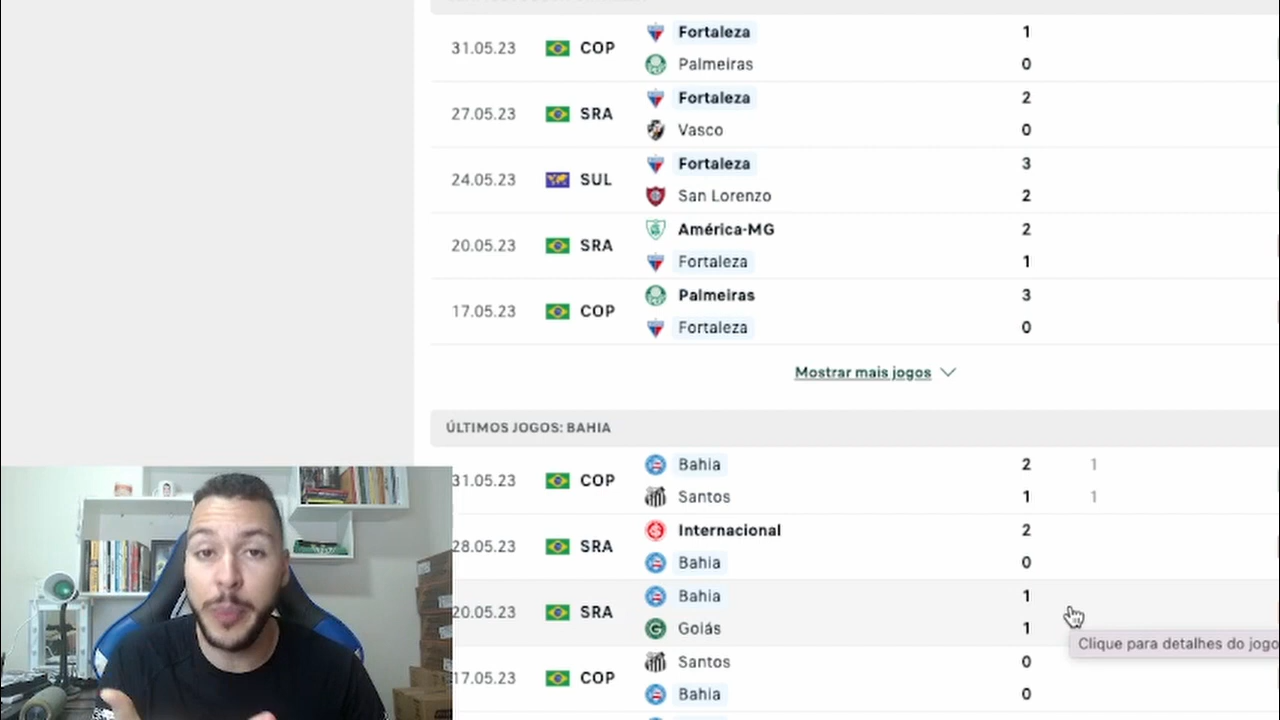 31.05.23 COP Fortaleza 1
Palmeiras 0
27.05.23 SRA Fortaleza 2
Vasco 0
24.05.23 SUL Fortaleza 3
San Lorenzo 2
20.05.23 SRA América-MG 2
Fortaleza 1
17.05.23 COP Palmeiras 3
Fortaleza 0
Mostrar mais jogos
ÚLTIMOS JOGOS: BAHIA
31.05.23 COP Bahia 2 1
Santos 1 1
28.05.23 SRA Internacional 2
Bahia 0
20.05.23 SRA Bahia 1
Goiás 1
Clique para detalhes do jogo
17.05.23 COP Santos 0
Bahia 0